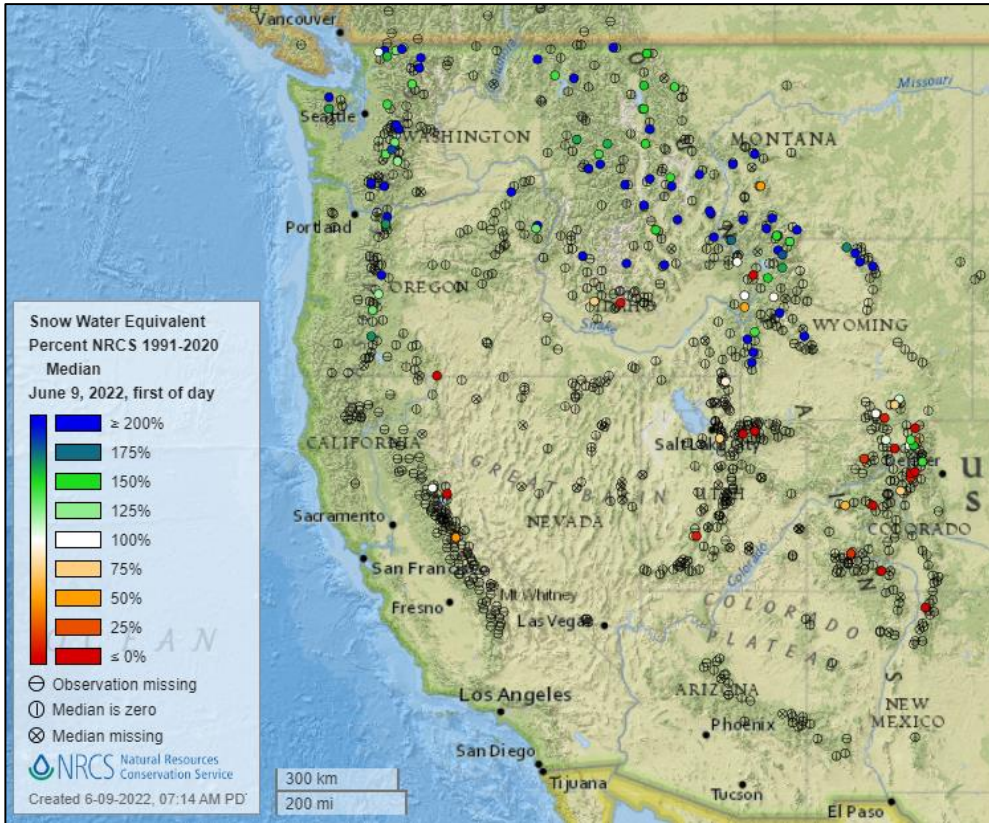 Vancouver
Missouri
Seattle
WASHINGTON
MONTANA
Portland
OREGON
IDAHO
Snake
WYOMING
Snow Water Equivalent
Percent NRCS 1991-2020
Median
June 9, 2022, first of day
≥ 200%
175%
150%
125%
100%
75%
50%
25%
≤ 0%
Observation missing
Median is zero
Median missing
NRCS Natural Resources
Conservation Service
Created 6-09-2022, 07:14 AM PD
CALIFORNIA
Salt Lake City
GREAT BASIN
UTAH
NEVADA
Denver
U
S
COLORADO
Sacramento
San Francisco
Colorado
Fresno
Mt Whitney
Las Vegas
COLORADO
PLATEAU
OCEAN
Los Angeles
ARIZONA
Phoenix
NEW
MEXICO
San Diego
Tijuana
Tucson
El Paso
300 km
200 mi